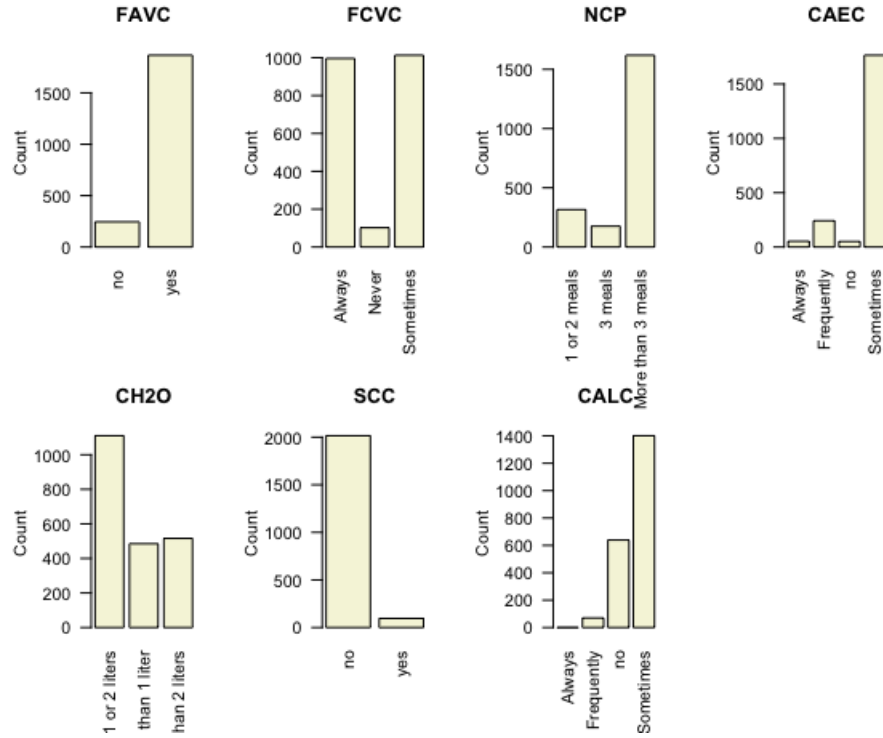 FAVC
Count
1500
1000
500
0
no
yes
FCVC
Count
1000
800
600
400
200
0
Always
Never
Sometimes
NCP
Count
1500
1000
500
0
1 or 2 meals
3 meals
More than 3 meals
CAEC
Count
1500
1000
500
0
Always
Frequently
no
Sometimes
CH2O
Count
1000
800
600
400
200
0
1 or 2 liters
than 1 liter
than 2 liters
SCC
Count
2000
1500
1000
500
0
no
yes
CALC
Count
1400
1200
1000
800
600
400
200
0
Always
Frequently
no
Sometimes